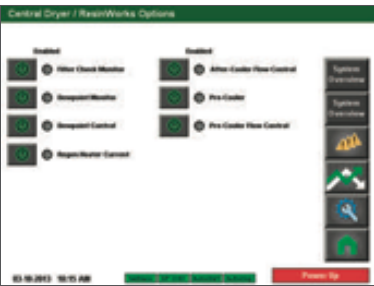 Central Dryer / ResinWorks Options
Enabled
Enabled
Filter Check Monitor
After Cooler Flow Control
Dewpoint Monitor
Pre Cooler
Dewpoint Control
Pre Cooler Flow Control
Regen Heater Current
System
Overview
System
Overview
03-18-2013 10:15 AM
Power Up